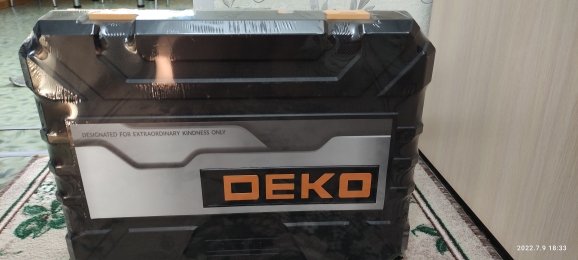 DESIGNATED FOR EXTRAORDINARY KINDNESS ONLY
DEKO
2022.7.9 18:33